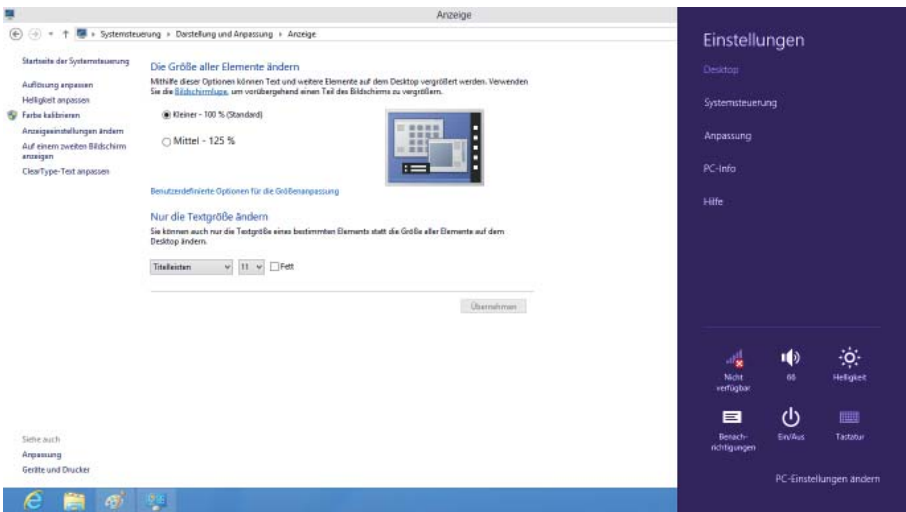 Anzeige
Systemsteuerung
Darstellung und Anpassung
Anzeige
Startseite der Systemsteuerung
Auflösung anpassen
Helligkeit anpassen
Farbe kalibrieren
Anzeigeeinstellungen ändern
Auf einem zweiten Bildschirm
anzeigen
ClearType-Text anpassen
Siehe auch
Anpassung
Geräte und Drucker
Die Größe aller Elemente ändern
Mithilfe dieser Optionen können Text und weitere Elemente auf dem Desktop vergrößert werden. Verwenden
Sie die Bildschirmlupe, um vorübergehend einen Teil des Bildschirms zu vergrößern.
Kleiner - 100 % (Standard)
Mittel - 125 %
Benutzerdefinierte Optionen für die Größenanpassung
Nur die Textgröße ändern
Sie können auch nur die Textgröße eines bestimmten Elements statt die Größe aller Elemente auf dem
Desktop ändern.
Titelleisten 11 Fett
Übernehmen
Einstellungen
Desktop
Systemsteuerung
Anpassung
PC-Info
Hilfe
Nicht
verfügbar
66
Helligkeit
Benach-
richtigungen
Ein/Aus
Tastatur
PC-Einstellungen ändern